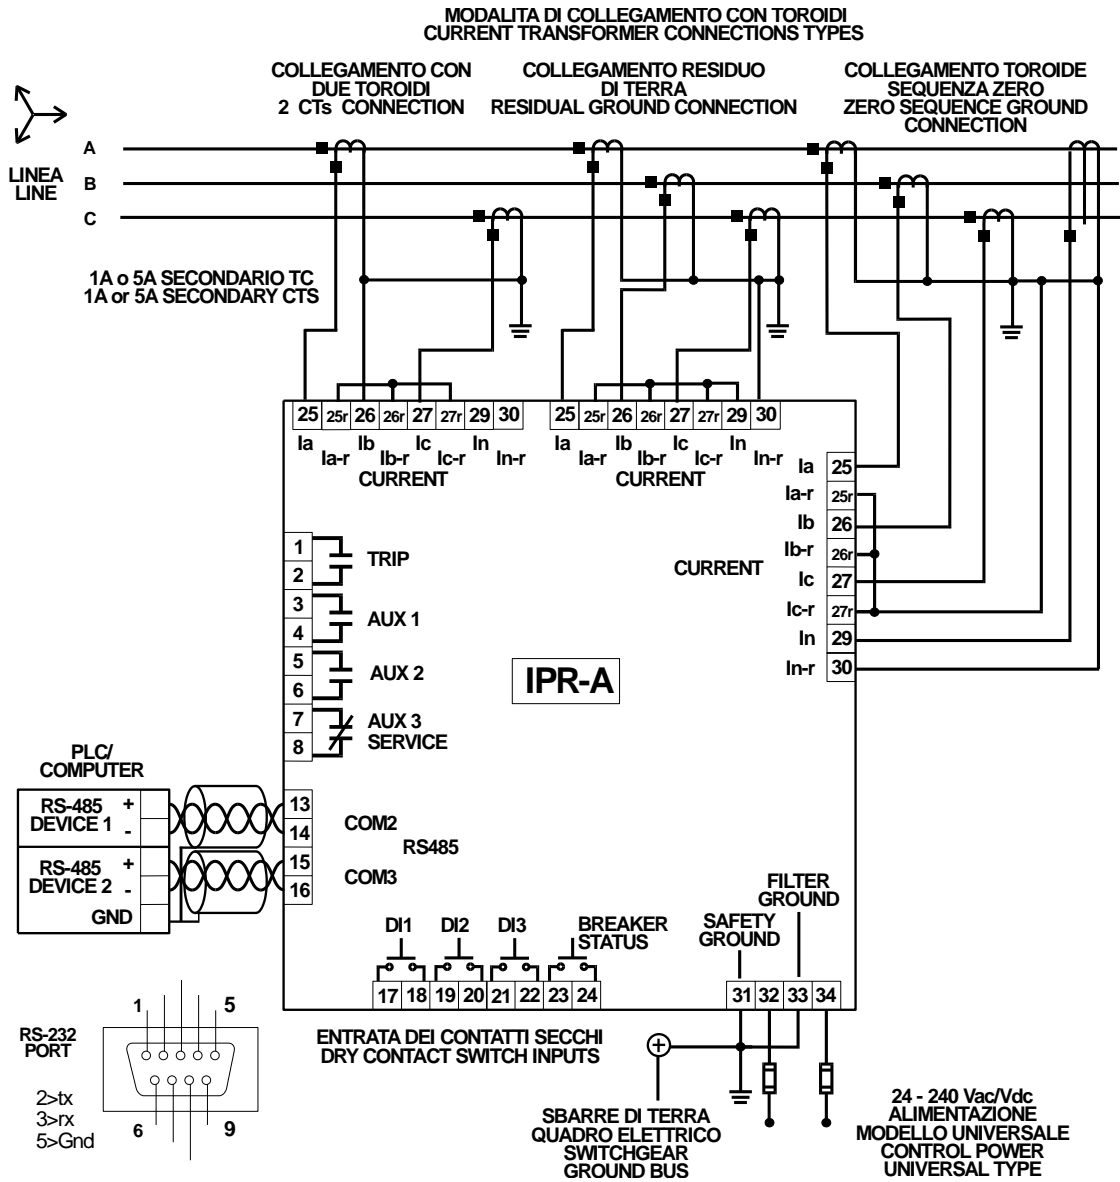 MODALITA DI COLLEGAMENTO CON TOROIDI
CURRENT TRANSFORMER CONNECTIONS TYPES
COLLEGAMENTO CON
DUE TOROIDI
2 CTs CONNECTION
COLLEGAMENTO RESIDUO
DI TERRA
RESIDUAL GROUND CONNECTION
COLLEGAMENTO TOROIDE
SEQUENZA ZERO
ZERO SEQUENCE GROUND
CONNECTION
LINEA
LINE
A
B
C
1A o 5A SECONDARIO TC
1A or 5A SECONDARY CTS
25 25r 26 26r 27 27r 29 30
Ia Ib Ic In
Ia-r Ib-r Ic-r In-r
CURRENT
25 25r 26 26r 27 27r 29 30
Ia Ib Ic In
Ia-r Ib-r Ic-r In-r
CURRENT
Ia 25
Ia-r 25r
Ib 26
Ib-r 26r
CURRENT
Ic 27
Ic-r 27r
In 29
In-r 30
1
2
TRIP
3
4
AUX 1
5
6
AUX 2
7
8
AUX 3
SERVICE
IPR-A
PLC/
COMPUTER
RS-485 +
DEVICE 1 -
RS-485 +
DEVICE 2 -
GND
13
14
15
16
COM2
RS485
COM3
DI1 DI2 DI3 BREAKER
STATUS
17 18 19 20 21 22 23 24
ENTRATA DEI CONTATTI SECCHI
DRY CONTACT SWITCH INPUTS
FILTER
GROUND
SAFETY
GROUND
31 32 33 34
RS-232
PORT
1 5
6 9
2>tx
3>rx
5>Gnd
SBARRE DI TERRA
QUADRO ELETTRICO
SWITCHGEAR
GROUND BUS
24 - 240 Vac/Vdc
ALIMENTAZIONE
MODELLO UNIVERSALE
CONTROL POWER
UNIVERSAL TYPE